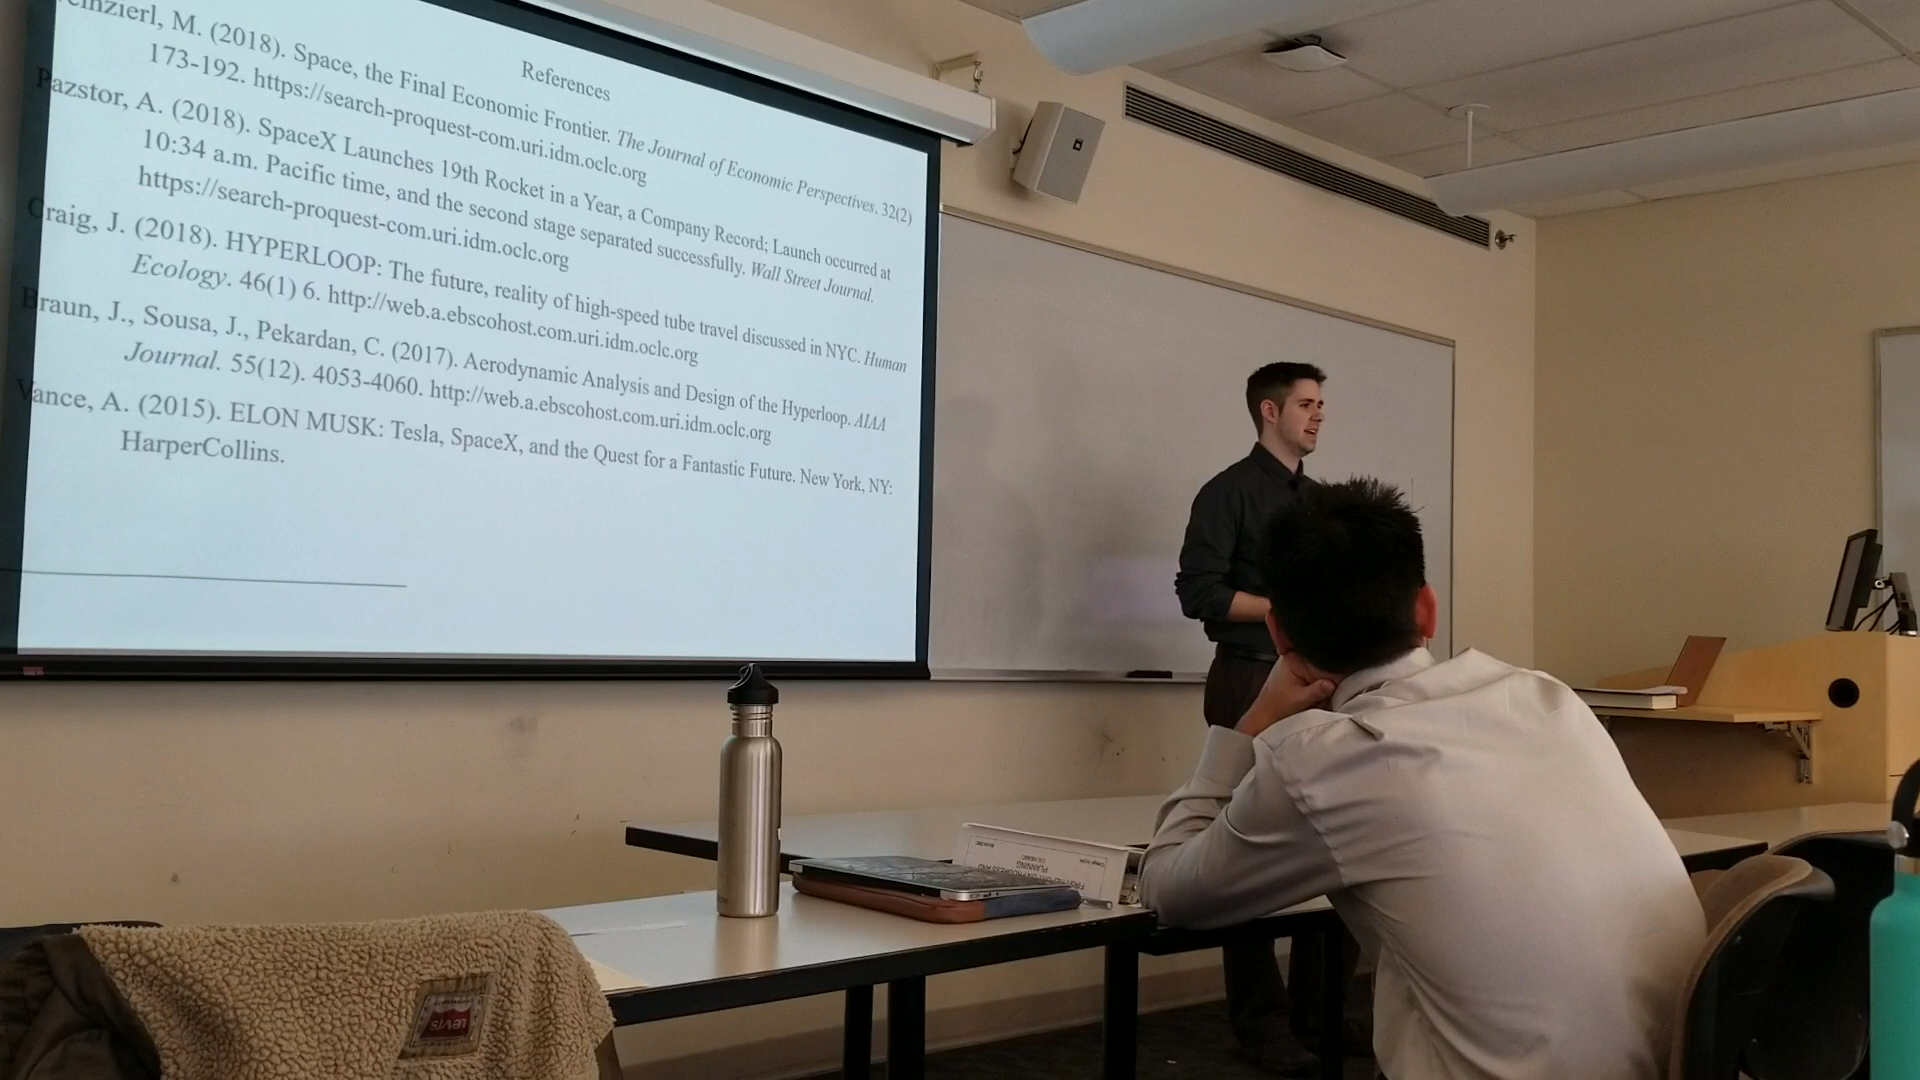 References
einzierl, M. (2018). Space, the Final Economic Frontier. The Journal of Economic Perspectives. 32(2)
173-192. https://search-proquest-com.uri.idm.oclc.org
Pazstor, A. (2018). SpaceX Launches 19th Rocket in a Year, a Company Record; Launch occurred at
10:34 a.m. Pacific time, and the second stage separated successfully. Wall Street Journal.
https://search-proquest-com.uri.idm.oclc.org
Craig, J. (2018). HYPERLOOP: The future, reality of high-speed tube travel discussed in NYC. Human
Ecology. 46(1) 6. http://web.a.ebscohost.com.uri.idm.oclc.org
Braun, J., Sousa, J., Pekardan, C. (2017). Aerodynamic Analysis and Design of the Hyperloop. AIAA
Journal. 55(12). 4053-4060. http://web.a.ebscohost.com.uri.idm.oclc.org
Vance, A. (2015). ELON MUSK: Tesla, SpaceX, and the Quest for a Fantastic Future. New York, NY:
HarperCollins.
PLANNING
LEVI'S